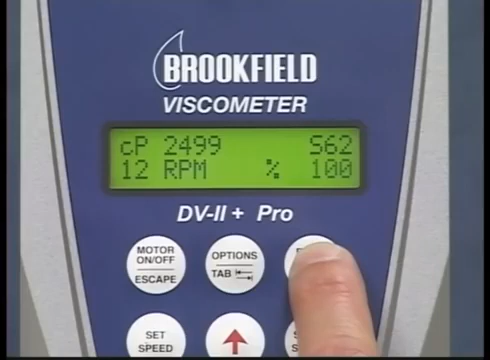 BROOKFIELD
VISCOMETER
cP 2499 S62
12 RPM % 100
DV-II+ Pro
MOTOR ON/OFF ESCAPE
OPTIONS TAB
SET SPEED